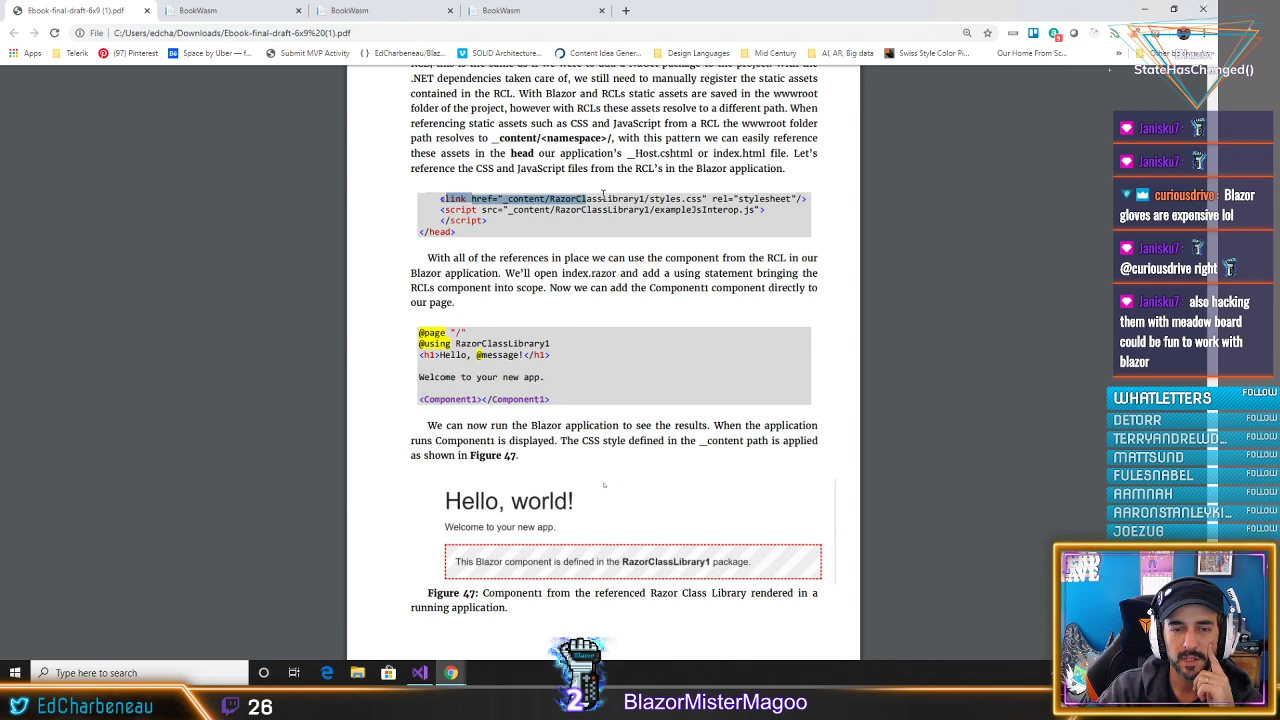 Ebook-final-draft-6x9 (1).pdf
BookWasm
BookWasm
BookWasm
File | C:/Users/edcha/Downloads/Ebook-final-draft-6x9%20(1).pdf
Apps
Telerik
(97) Pinterest
Space by Uber —f...
Submit MVP Activity
EdCharbeneau/Blaz...
SOLID Architectural...
Content Idea Gener...
Design Languages
Mid Century
AI, AR, Big data
Swiss Style Color Pi...
Our Home From Sc...
StateHasChanged()
.NET dependencies taken care of, we still need to manually register the static assets
contained in the RCL. With Blazor and RCLs static assets are saved in the wwwroot
folder of the project, however with RCLs these assets resolve to a different path. When
referencing static assets such as CSS and JavaScript from a RCL the wwwroot folder
path resolves to _content/<namespace>/, with this pattern we can easily reference
these assets in the head our application's _Host.cshtml or index.html file. Let's
reference the CSS and JavaScript files from the RCL's in the Blazor application.
<link href="_content/RazorClassLibrary1/styles.css" rel="stylesheet"/>
<script src="_content/RazorClassLibrary1/exampleJsInterop.js">
</script>
</head>
With all of the references in place we can use the component from the RCL in our
Blazor application. We'll open index.razor and add a using statement bringing the
RCLs component into scope. Now we can add the Component1 component directly to
our page.
@page "/"
@using RazorClassLibrary1
<h1>Hello, @message!</h1>
Welcome to your new app.
<Component1></Component1>
We can now run the Blazor application to see the results. When the application
runs Component1 is displayed. The CSS style defined in the _content path is applied
as shown in Figure 47.
Hello, world!
Welcome to your new app.
This Blazor component is defined in the RazorClassLibrary1 package.
Figure 47: Component1 from the referenced Razor Class Library rendered in a
running application.
Janisku7:
Janisku7:
curiousdrive: Blazor
gloves are expensive lol
Janisku7:
@curiousdrive right
Janisku7: also hacking
them with meadow board
could be fun to work with
blazor
WHATLETTERS FOLLOW
DETORR FOLLOW
TERRYANDREWD... FOLLOW
MATTSUND FOLLOW
FULESNABEL FOLLOW
AAMNAH FOLLOW
AARONSTANLEYKI... FOLLOW
JOEZUG FOLLOW
Type here to search
EdCharbeneau
26
Blazor
2
BlazorMisterMagoo